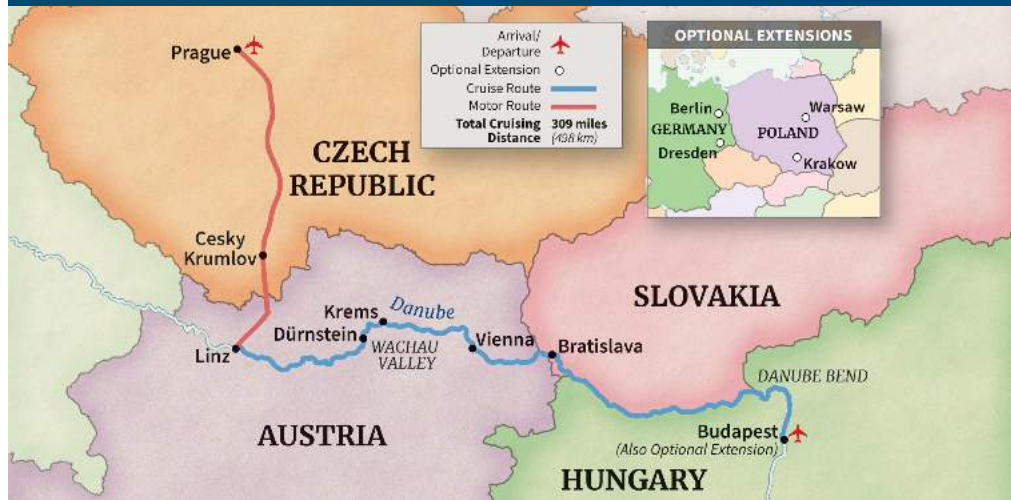 Prague
Arrival/
Departure
Optional Extension
Cruise Route
Motor Route
Total Cruising 309 miles
Distance (498 km)
OPTIONAL EXTENSIONS
Berlin
Warsaw
GERMANY
POLAND
Dresden
Krakow
CZECH
REPUBLIC
Cesky
Krumlov
SLOVAKIA
Krems
Danube
Dürnstein
WACHAU
VALLEY
Linz
Vienna
Bratislava
DANUBE BEND
AUSTRIA
Budapest
(Also Optional Extension)
HUNGARY